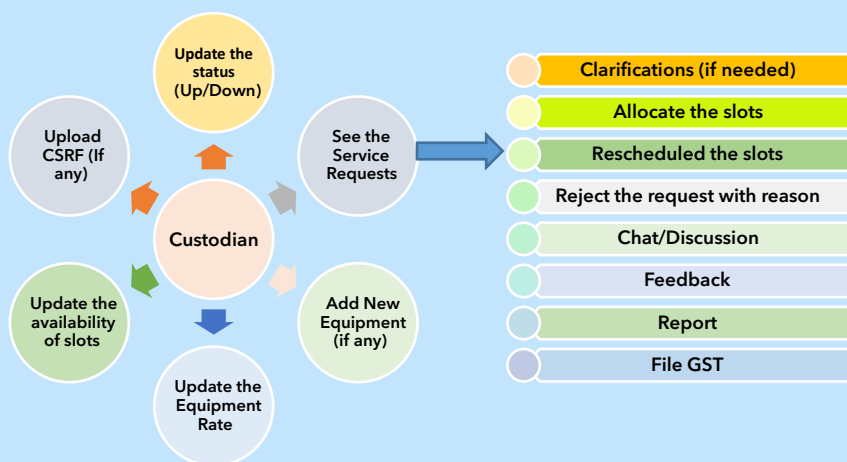 Update the
status
(Up/Down)
Upload
CSRF (If
any)
See the
Service
Requests
Custodian
Update the
availability
of slots
Add New
Equipment
(if any)
Update the
Equipment
Rate
Clarifications (if needed)
Allocate the slots
Rescheduled the slots
Reject the request with reason
Chat/Discussion
Feedback
Report
File GST